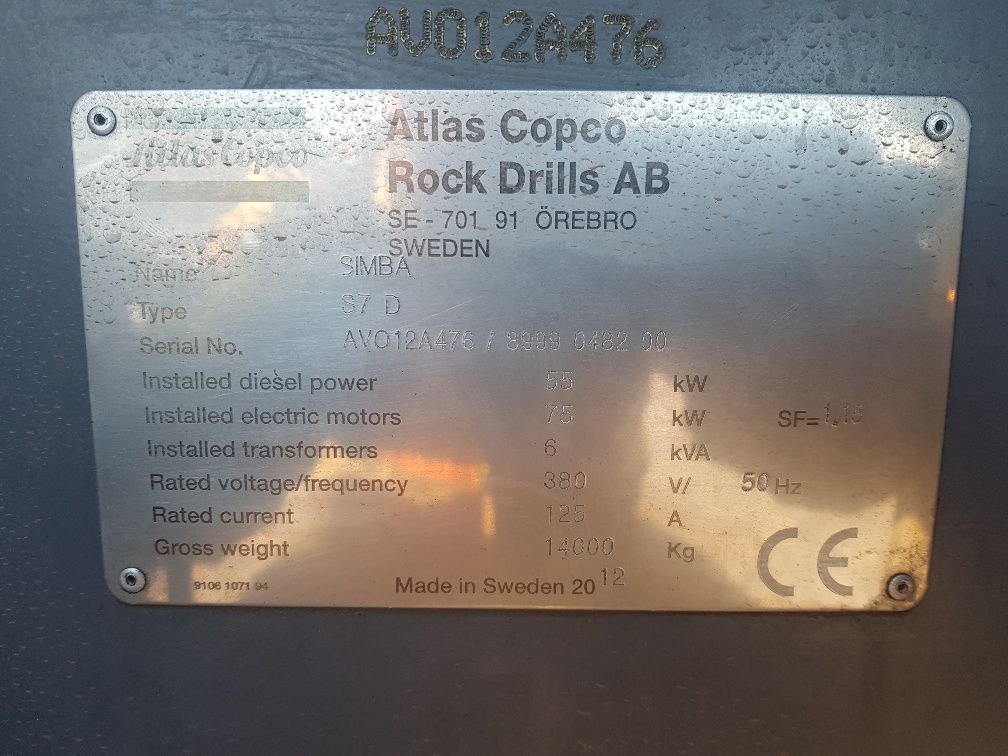 AVO12A476
Atlas Copco
Atlas Copco
Rock Drills AB
SE - 701 91 ÖREBRO
SWEDEN
Name SIMBA
Type S7 D
Serial No. AVO12A476 / 8999 0482 00
Installed diesel power 55 kW
Installed electric motors 75 kW SF=1.15
Installed transformers 6 kVA
Rated voltage/frequency 380 V/ 50 Hz
Rated current 125 A
Gross weight 14000 Kg
9106 1071 94 Made in Sweden 2012 CE